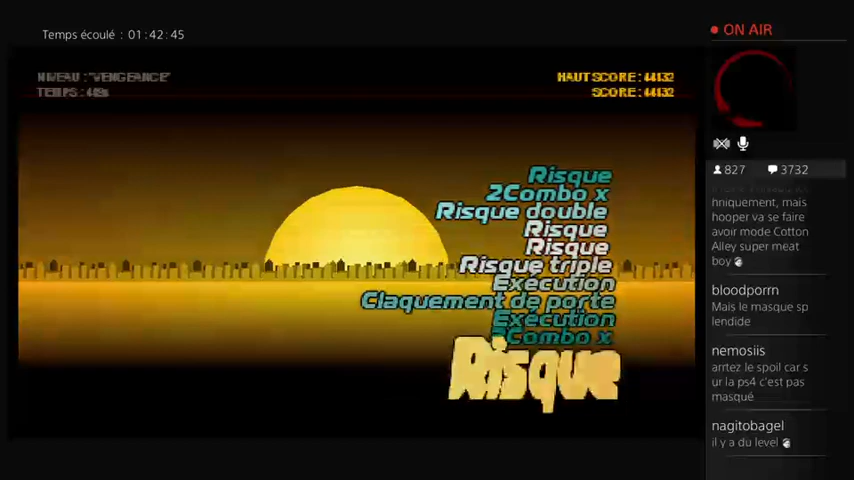 Temps écoulé : 01:42:45
ON AIR
NIVEAU : "VENGEANCE"
HAUTSCORE : 44132
SCORE : 44132
827
3732
Risque
2Combo x
Risque double
Risque
Risque
Risque triple
Exécution
Claquement de porte
Exécution
Combo x
Risque
hniquement, mais
hooper va se faire
avoir mode Cotton
Alley super meat
boy
bloodporn
Mais le masque sp
lendide
nemosiis
arrtez le spoil car s
ur la ps4 c'est pas
masqué
nagitobagel
il y a du level